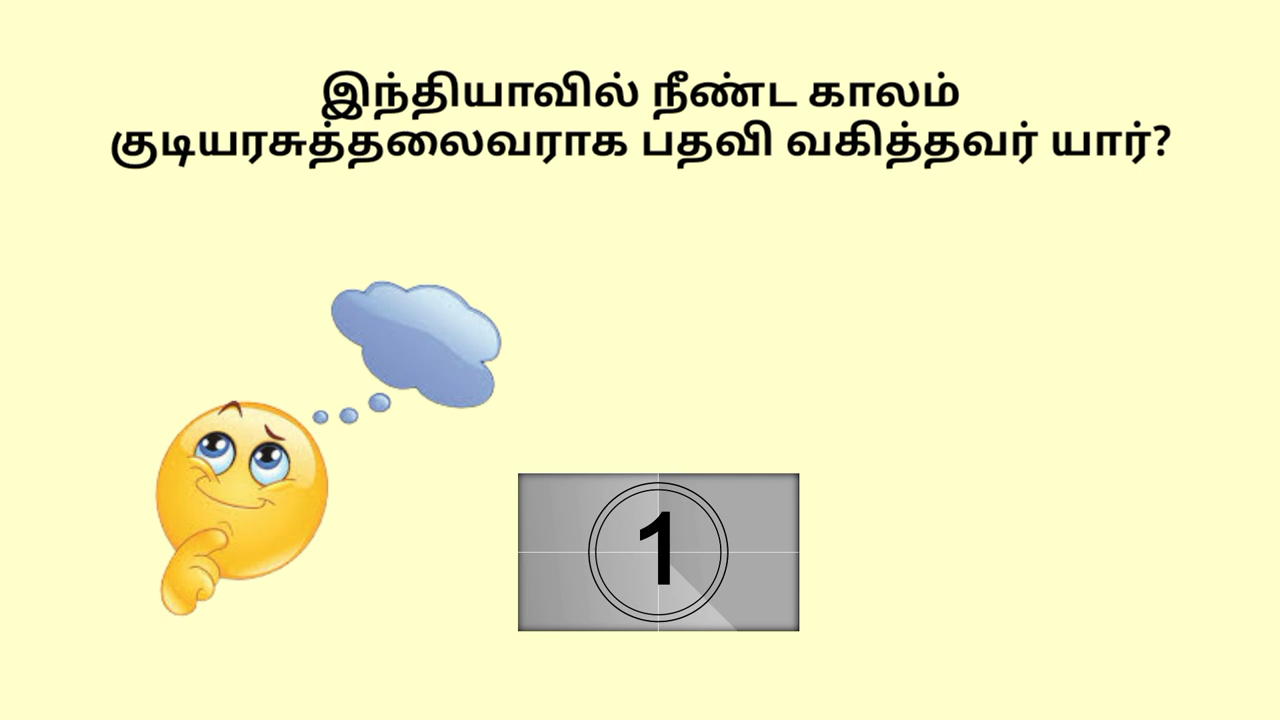 இந்தியாவில் நீண்ட காலம்
குடியரசுத்தலைவராக பதவி வகித்தவர் யார்?
1